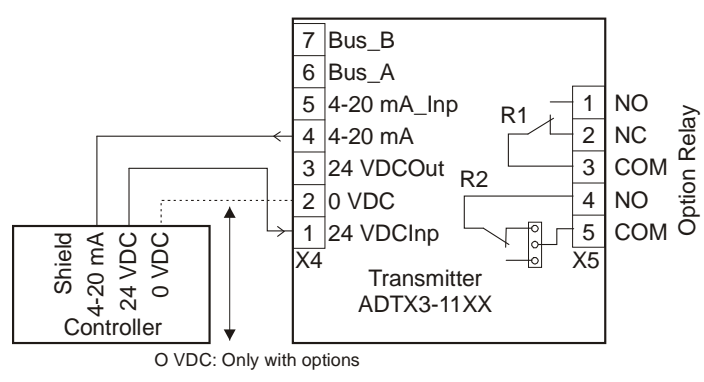 7 Bus_B
6 Bus_A
5 4-20 mA_Inp
4 4-20 mA
3 24 VDCOut
2 0 VDC
1 24 VDCInp
X4
R1
R2
1 NO
2 NC
3 COM
4 NO
5 COM
X5
Option Relay
Transmitter
ADTX3-11XX
Shield
4-20 mA
24 VDC
0 VDC
Controller
O VDC: Only with options